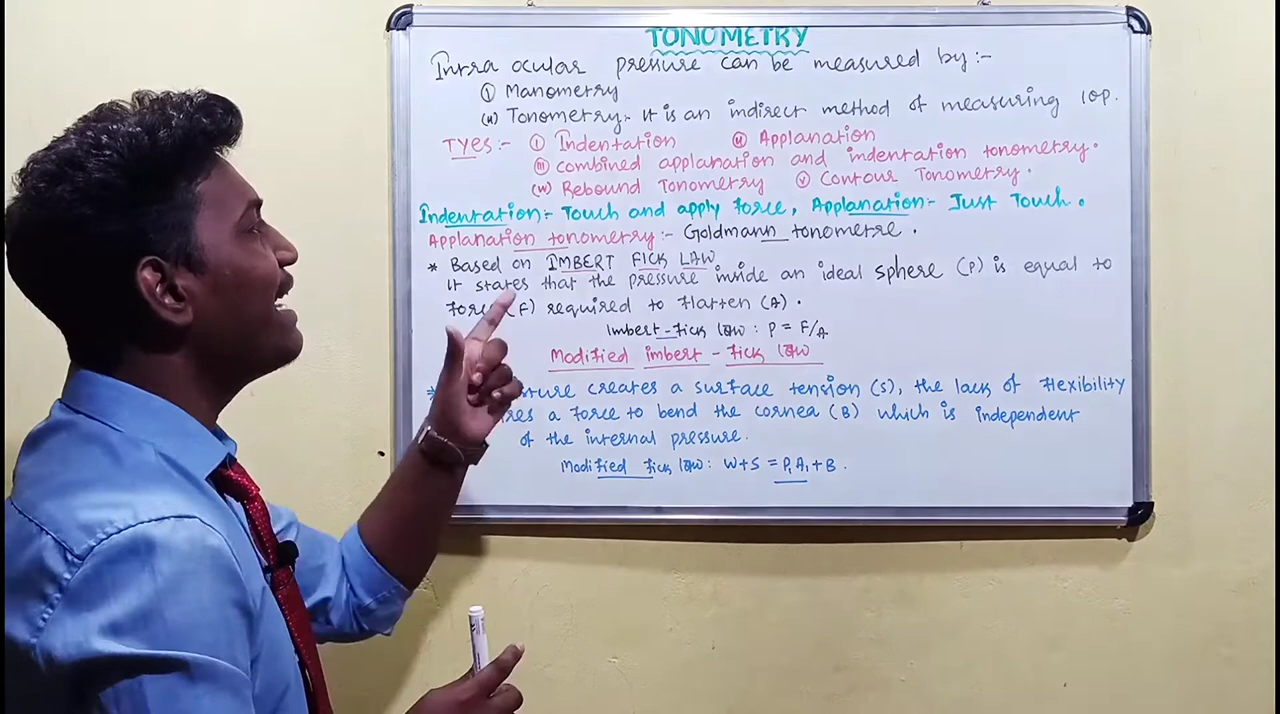 TONOMETRY
Intra ocular pressure can be measured by:-
(i) Manometry
(ii) Tonometry:- It is an indirect method of measuring IOP.
TYES:- (i) Indentation (ii) Applanation
(iii) combined applanation and indentation tonometry.
(iv) Rebound Tonometry (v) Contour Tonometry.
Indentation:- Touch and apply force, Applanation- Just Touch.
Applanation tonometry:- Goldmann tonometre.
* Based on IMBERT FICK LAW
It states that the pressure inside an ideal sphere (P) is equal to
force (F) required to flatten (A).
Imbert-fick law : P = F/A
Modified imbert-fick law
creates a surface tension (S), the lack of flexibility
a force to bend the cornea (B) which is independent
of the internal pressure.
Modified fick law: W+S = P1A1+B.